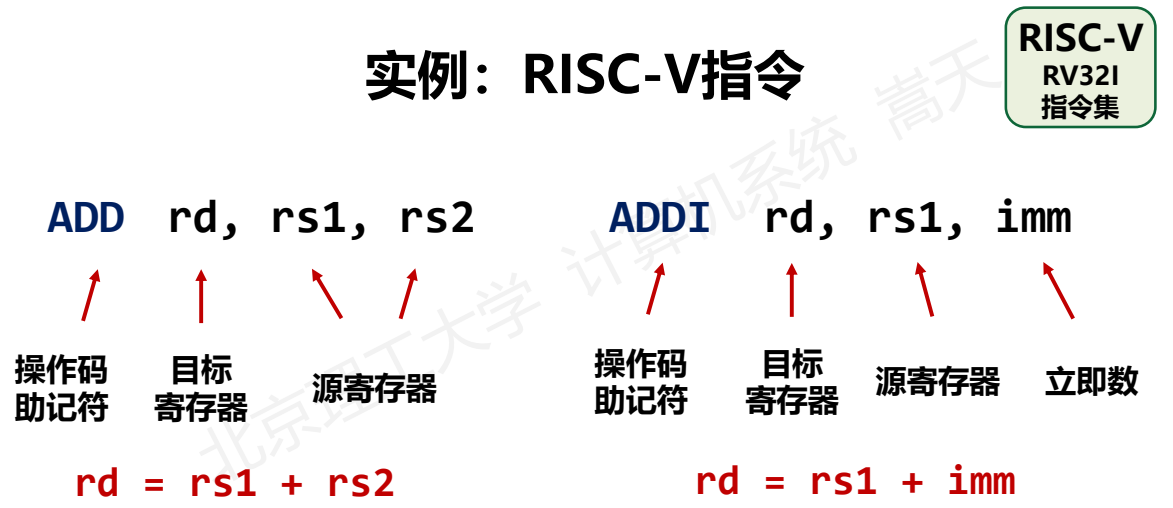 实例：RISC-V指令
RISC-V
RV32I
指令集
ADD rd, rs1, rs2
操作码
助记符
目标
寄存器
源寄存器
rd = rs1 + rs2
ADDI rd, rs1, imm
操作码
助记符
目标
寄存器
源寄存器
立即数
rd = rs1 + imm
北京理工大学 计算机系统 嵩天